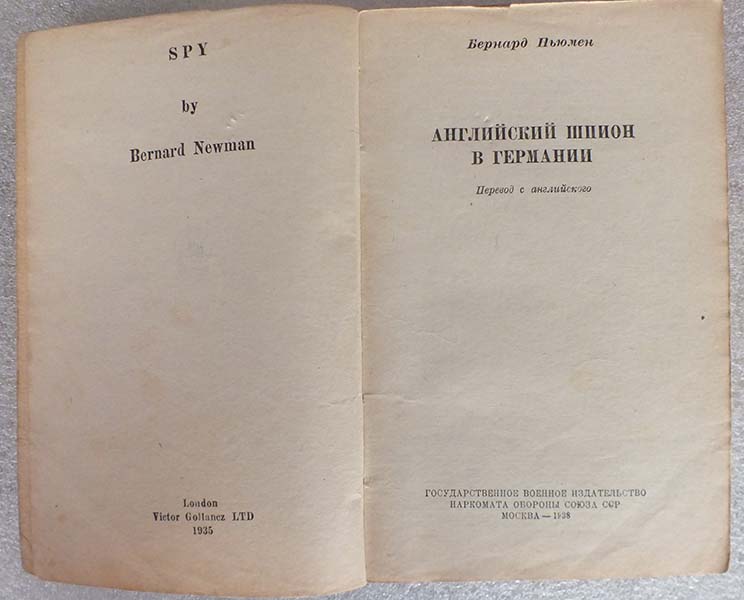 SPY
by
Bernard Newman
London
Victor Gollancz LTD
1935
Бернард Ньюмен
АНГЛИЙСКИЙ ШПИОН
В ГЕРМАНИИ
Перевод с английского
ГОСУДАРСТВЕННОЕ ВОЕННОЕ ИЗДАТЕЛЬСТВО
НАРКОМАТА ОБОРОНЫ СОЮЗА ССР
МОСКВА — 1938